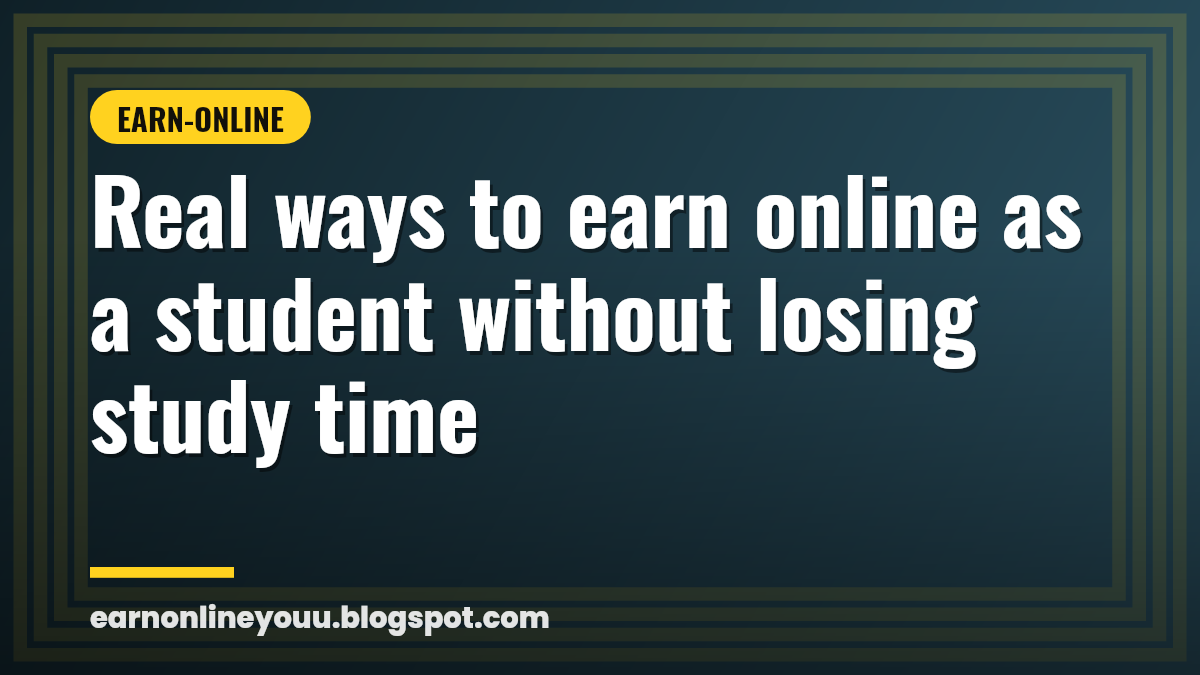 EARN-ONLINE
Real ways to earn online as
a student without losing
study time
earnonlineyouu.blogspot.com